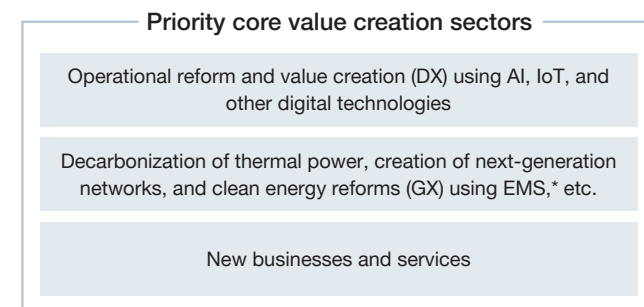 Priority core value creation sectors
Operational reform and value creation (DX) using AI, IoT, and
other digital technologies
Decarbonization of thermal power, creation of next-generation
networks, and clean energy reforms (GX) using EMS,* etc.
New businesses and services